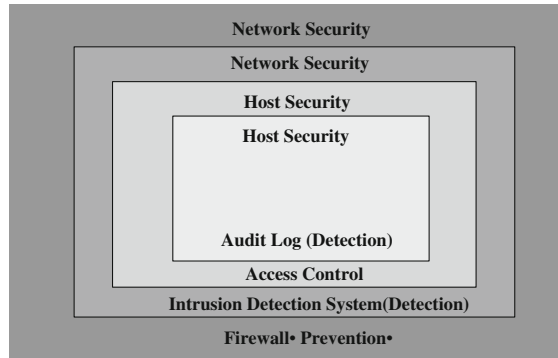 Network Security
Network Security
Host Security
Host Security
Audit Log (Detection)
Access Control
Intrusion Detection System(Detection)
Firewall• Prevention•